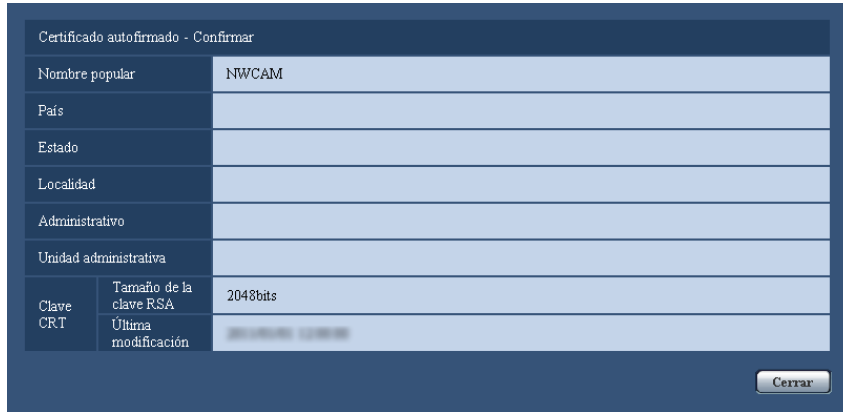 Certificado autofirmado - Confirmar
Nombre popular NWCAM
País
Estado
Localidad
Administrativo
Unidad administrativa
Clave CRT
Tamaño de la clave RSA
2048bits
Última modificación
Cerrar